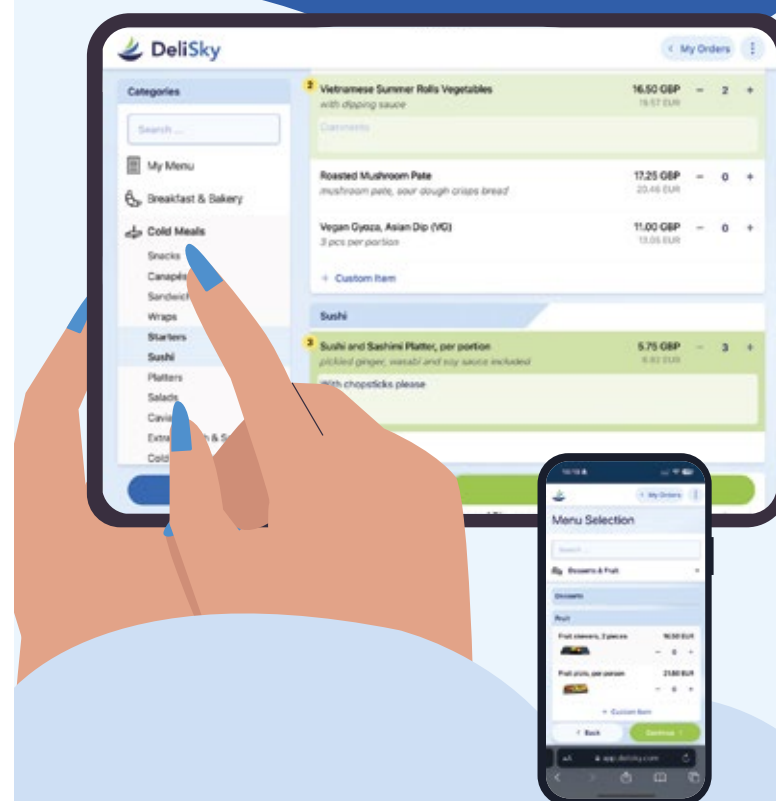 DeliSky
My Orders
Categories
Search ...
My Menu
Breakfast & Bakery
Cold Meals
Snacks
Canapés
Sandwich
Wraps
Starters
Sushi
Platters
Salads
2
Vietnamese Summer Rolls Vegetables
16.50 GBP
− 2 +
with dipping sauce
19.57 EUR
Comments
Roasted Mushroom Pate
17.25 GBP
− 0 +
mushroom pate, sour dough crisps bread
20.46 EUR
Vegan Gyoza, Asian Dip (VG)
11.00 GBP
− 0 +
3 pcs per portion
13.05 EUR
+ Custom Item
Sushi
3
Sushi and Sashimi Platter, per portion
5.75 GBP
− 3 +
pickled ginger, wasabi and soy sauce included
6.82 EUR
With chopsticks please
My Orders
Menu Selection
Search ...
Desserts & Fruit
Desserts
Fruit
Fruit skewers, 2 pieces
16.50 EUR
− 0 +
Fruit plate, per person
21.50 EUR
− 0 +
+ Custom Item
< Back
Continue >
app.delisky.com